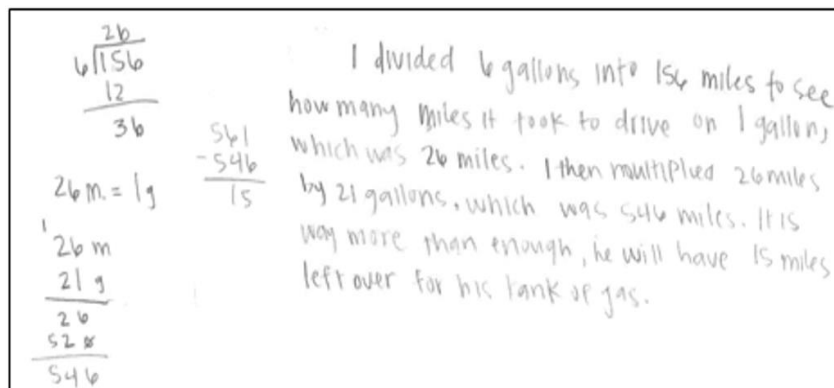 26
6)156
12
36
26 m. = 1g
1
26 m
21 g
26
52
546
561
-546
15
I divided 6 gallons into 156 miles to see
how many miles it took to drive on 1 gallon,
which was 26 miles. I then multiplied 26 miles
by 21 gallons, which was 546 miles. It is
way more than enough, he will have 15 miles
left over for his tank of gas.